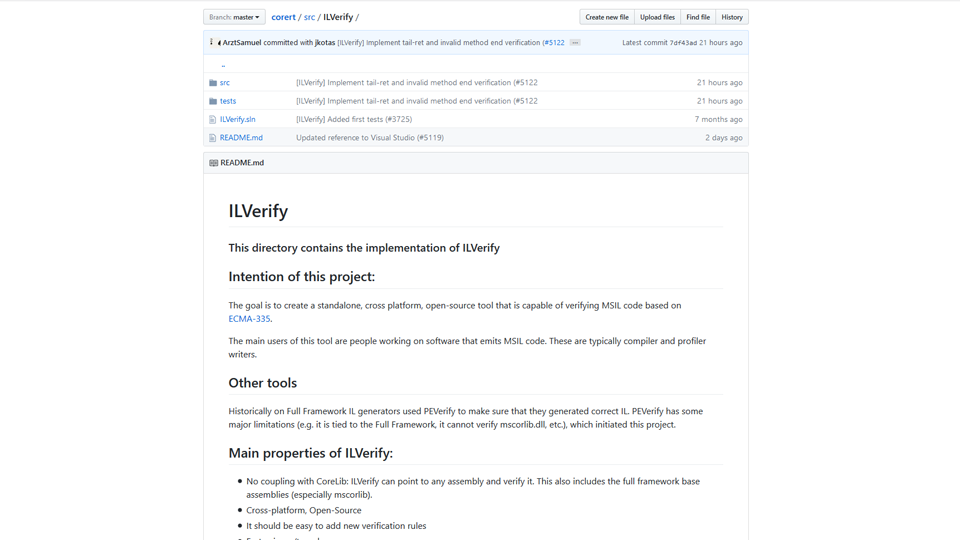 Branch: master corert / src / ILVerify / Create new file Upload files Find file History
ArztSamuel committed with jkotas [ILVerify] Implement tail-ret and invalid method end verification (#5122 ... Latest commit 7df43ad 21 hours ago
..
src [ILVerify] Implement tail-ret and invalid method end verification (#5122 21 hours ago
tests [ILVerify] Implement tail-ret and invalid method end verification (#5122 21 hours ago
ILVerify.sln [ILVerify] Added first tests (#3725) 7 months ago
README.md Updated reference to Visual Studio (#5119) 2 days ago
README.md
ILVerify
This directory contains the implementation of ILVerify
Intention of this project:
The goal is to create a standalone, cross platform, open-source tool that is capable of verifying MSIL code based on
ECMA-335.
The main users of this tool are people working on software that emits MSIL code. These are typically compiler and profiler
writers.
Other tools
Historically on Full Framework IL generators used PEVerify to make sure that they generated correct IL. PEVerify has some
major limitations (e.g. it is tied to the Full Framework, it cannot verify mscorlib.dll, etc.), which initiated this project.
Main properties of ILVerify:
No coupling with CoreLib: ILVerify can point to any assembly and verify it. This also includes the full framework base
assemblies (especially mscorlib).
Cross-platform, Open-Source
It should be easy to add new verification rules